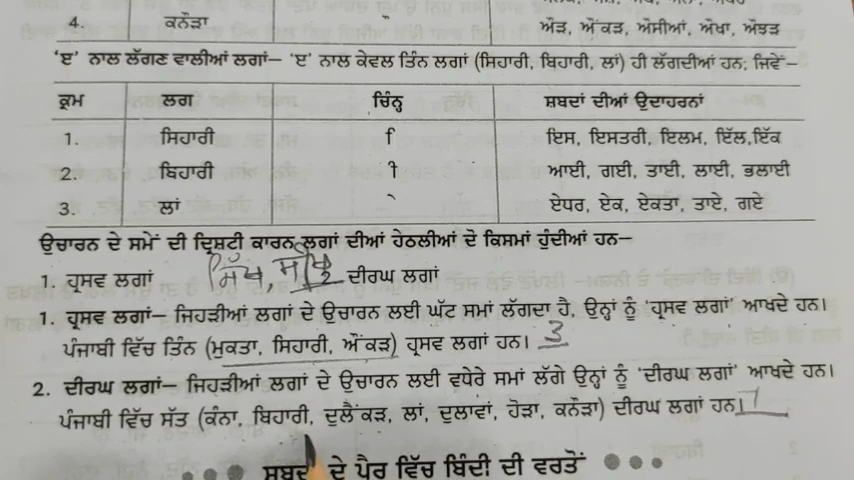 4. ਕਨੌੜਾ ੌ ਔੜ, ਔਕੜ, ਔਸੀਆਂ, ਔਖਾ, ਔਝੜ
'ੲ' ਨਾਲ ਲੱਗਣ ਵਾਲੀਆਂ ਲਗਾਂ— 'ੲ' ਨਾਲ ਕੇਵਲ ਤਿੰਨ ਲਗਾਂ (ਸਿਹਾਰੀ, ਬਿਹਾਰੀ, ਲਾਂ) ਹੀ ਲੱਗਦੀਆਂ ਹਨ; ਜਿਵੇਂ—
ਕ੍ਰਮ ਲਗ ਚਿੰਨ੍ਹ ਸ਼ਬਦਾਂ ਦੀਆਂ ਉਦਾਹਰਨਾਂ
1. ਸਿਹਾਰੀ ਿ ਇਸ, ਇਸਤਰੀ, ਇਲਮ, ਇੱਲ,ਇੱਕ
2. ਬਿਹਾਰੀ ੀ ਆਈ, ਗਈ, ਤਾਈ, ਲਾਈ, ਭਲਾਈ
3. ਲਾਂ ੇ ਏਧਰ, ਏਕ, ਏਕਤਾ, ਤਾਏ, ਗਏ
ਉਚਾਰਨ ਦੇ ਸਮੇਂ ਦੀ ਦ੍ਰਿਸ਼ਟੀ ਕਾਰਨ ਲਗਾਂ ਦੀਆਂ ਹੇਠਲੀਆਂ ਦੋ ਕਿਸਮਾਂ ਹੁੰਦੀਆਂ ਹਨ—
1. ਹ੍ਰਸਵ ਲਗਾਂ ਸਿੱਖ, ਸੀਖ 2. ਦੀਰਘ ਲਗਾਂ
1. ਹ੍ਰਸਵ ਲਗਾਂ— ਜਿਹੜੀਆਂ ਲਗਾਂ ਦੇ ਉਚਾਰਨ ਲਈ ਘੱਟ ਸਮਾਂ ਲੱਗਦਾ ਹੈ, ਉਨ੍ਹਾਂ ਨੂੰ 'ਹ੍ਰਸਵ ਲਗਾਂ' ਆਖਦੇ ਹਨ।
ਪੰਜਾਬੀ ਵਿੱਚ ਤਿੰਨ (ਮੁਕਤਾ, ਸਿਹਾਰੀ, ਔਂਕੜ) ਹ੍ਰਸਵ ਲਗਾਂ ਹਨ। 3
2. ਦੀਰਘ ਲਗਾਂ— ਜਿਹੜੀਆਂ ਲਗਾਂ ਦੇ ਉਚਾਰਨ ਲਈ ਵਧੇਰੇ ਸਮਾਂ ਲੱਗੇ ਉਨ੍ਹਾਂ ਨੂੰ 'ਦੀਰਘ ਲਗਾਂ' ਆਖਦੇ ਹਨ।
ਪੰਜਾਬੀ ਵਿੱਚ ਸੱਤ (ਕੰਨਾ, ਬਿਹਾਰੀ, ਦੁਲੈਂਕੜ, ਲਾਂ, ਦੁਲਾਵਾਂ, ਹੋੜਾ, ਕਨੌੜਾ) ਦੀਰਘ ਲਗਾਂ ਹਨ। 7
ਸ਼ਬਦ ਦੇ ਪੈਰ ਵਿੱਚ ਬਿੰਦੀ ਦੀ ਵਰਤੋਂ